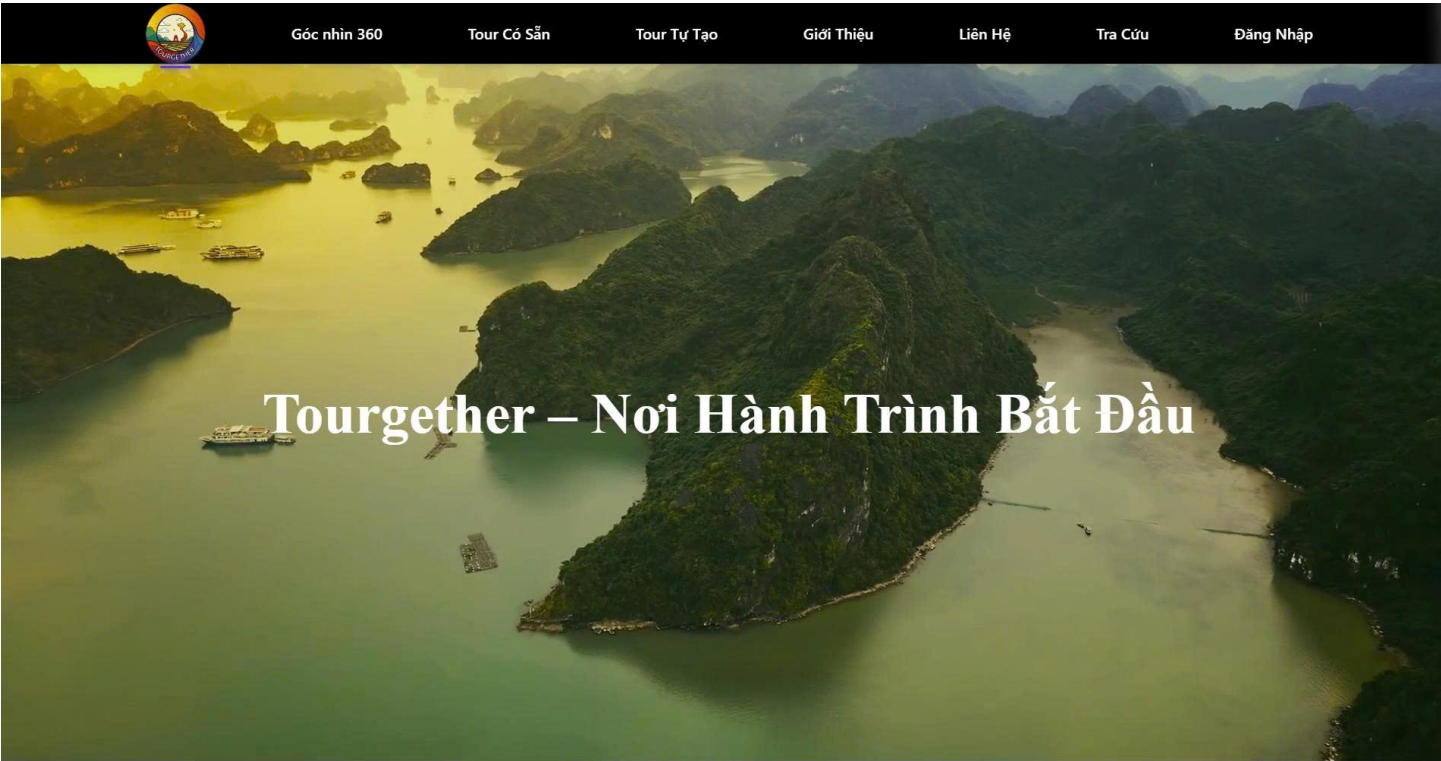 TOURGETHER
Góc nhìn 360
Tour Có Sẵn
Tour Tự Tạo
Giới Thiệu
Liên Hệ
Tra Cứu
Đăng Nhập
Tourgether – Nơi Hành Trình Bắt Đầu